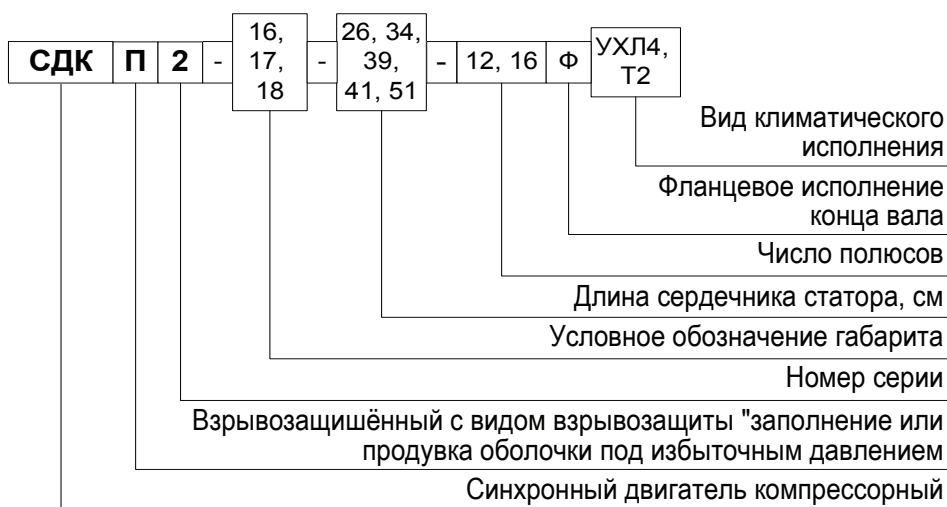 СДК П 2 - 16, 17, 18 - 26, 34, 39, 41, 51 - 12, 16 Ф УХЛ4, Т2
Вид климатического
исполнения
Фланцевое исполнение
конца вала
Число полюсов
Длина сердечника статора, см
Условное обозначение габарита
Номер серии
Взрывозащишённый с видом взрывозащиты "заполнение или
продувка оболочки под избыточным давлением
Синхронный двигатель компрессорный